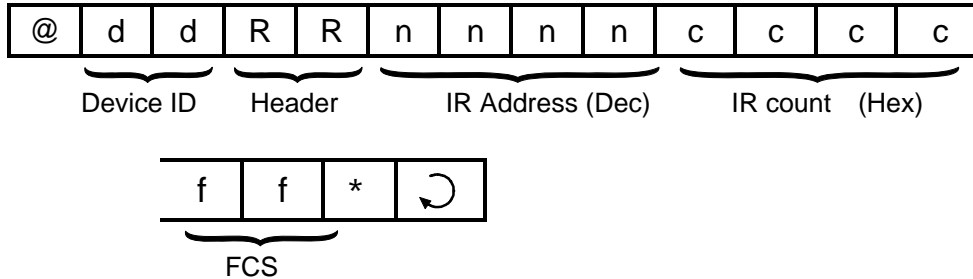 @ d d R R n n n n c c c c
Device ID Header IR Address (Dec) IR count (Hex)
f f *
FCS